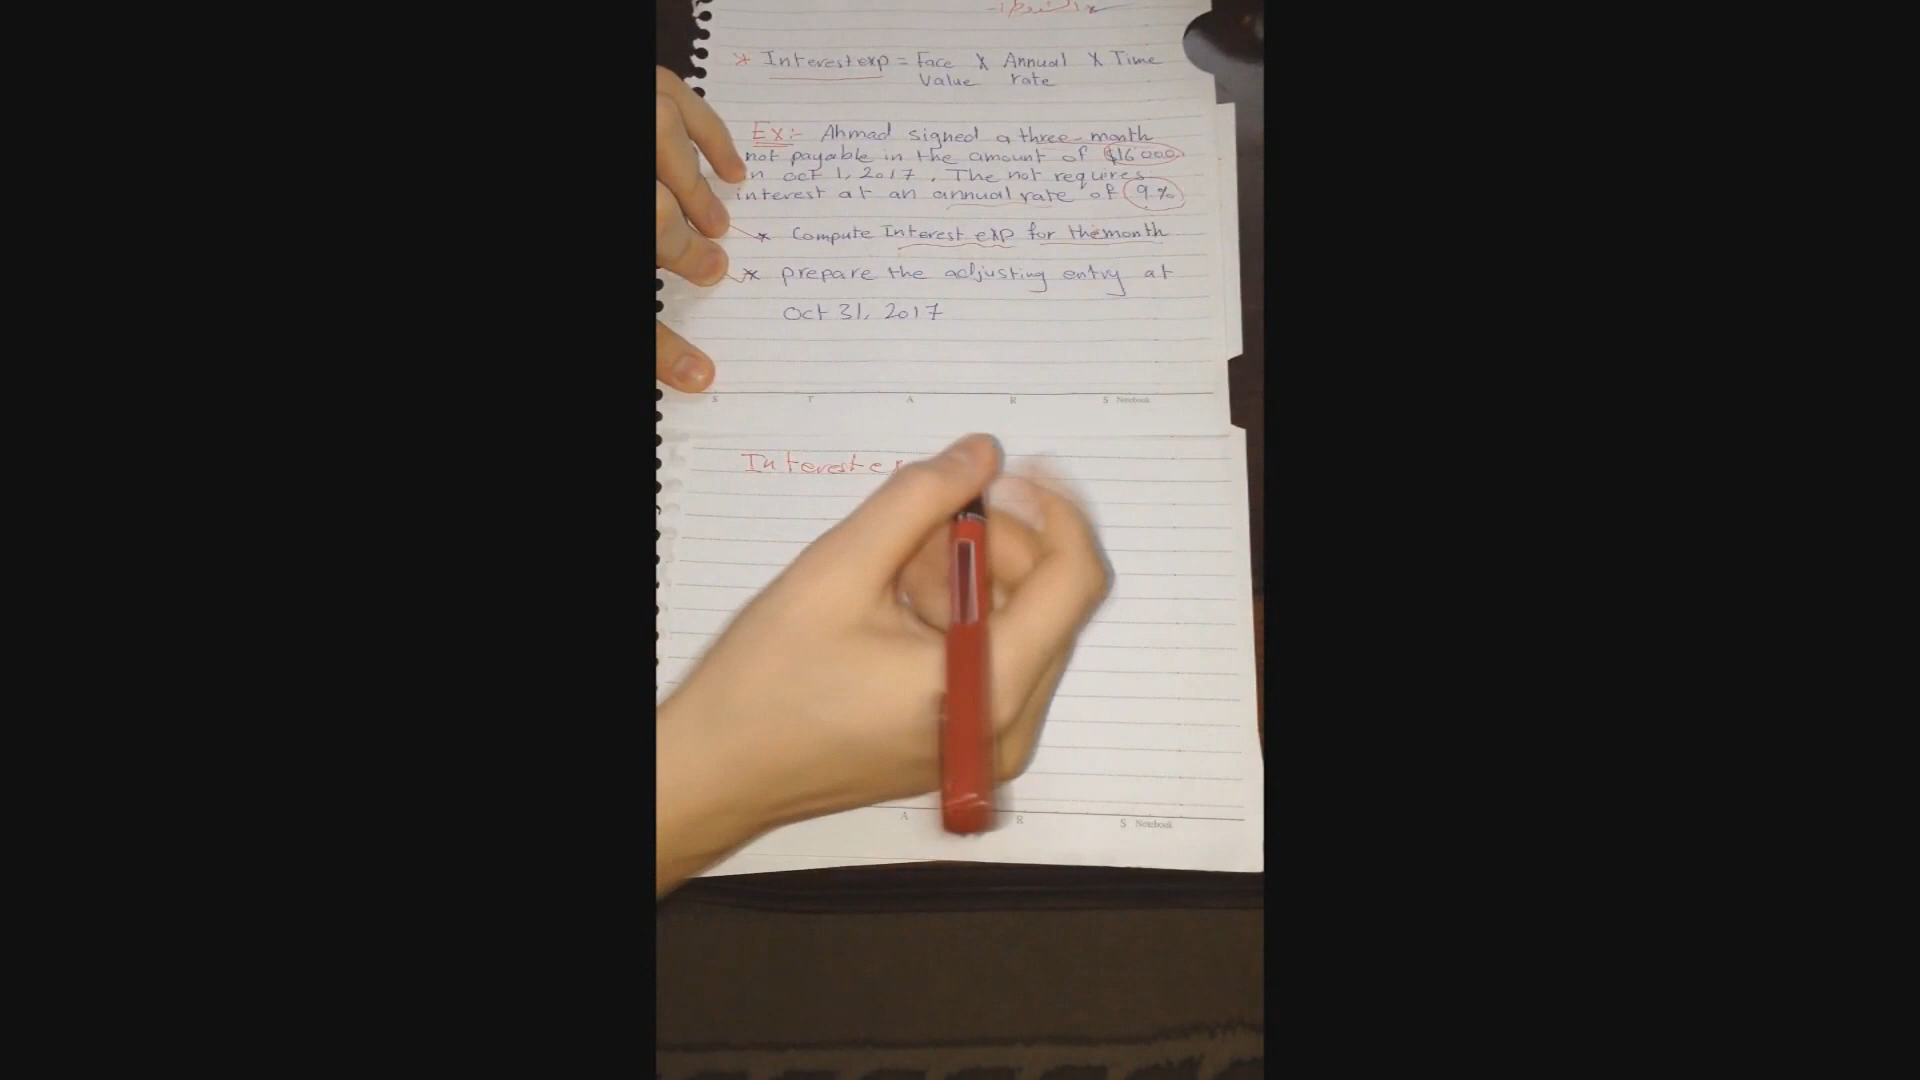 * Interest exp = Face X Annual X Time
Value rate
Ex:- Ahmad signed a three-month
not payable in the amount of $16000
in oct 1, 2017. The not requires
interest at an annual rate of 9%
* Compute Interest exp for the month
* prepare the adjusting entry at
Oct 31, 2017
S T A R S Notebook
Interest e
A R S Notebook